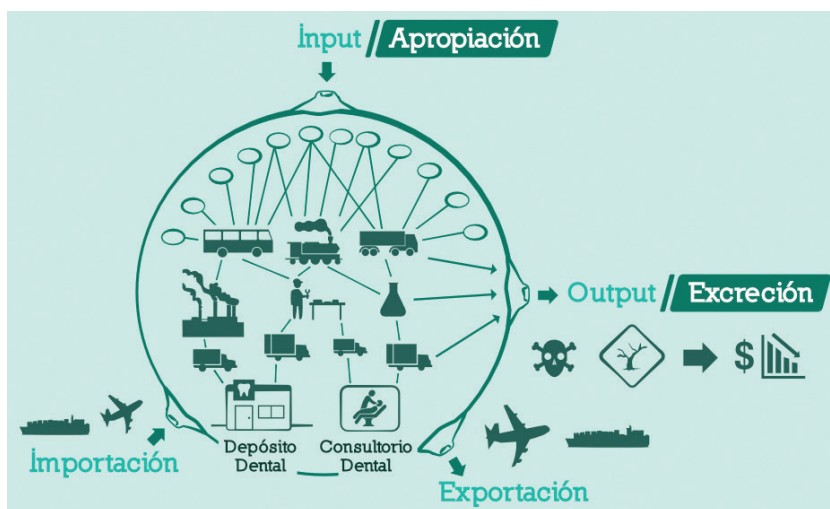 Input // Apropiación
Output // Excreción
$
Depósito
Dental
Consultorio
Dental
Importación
Exportación